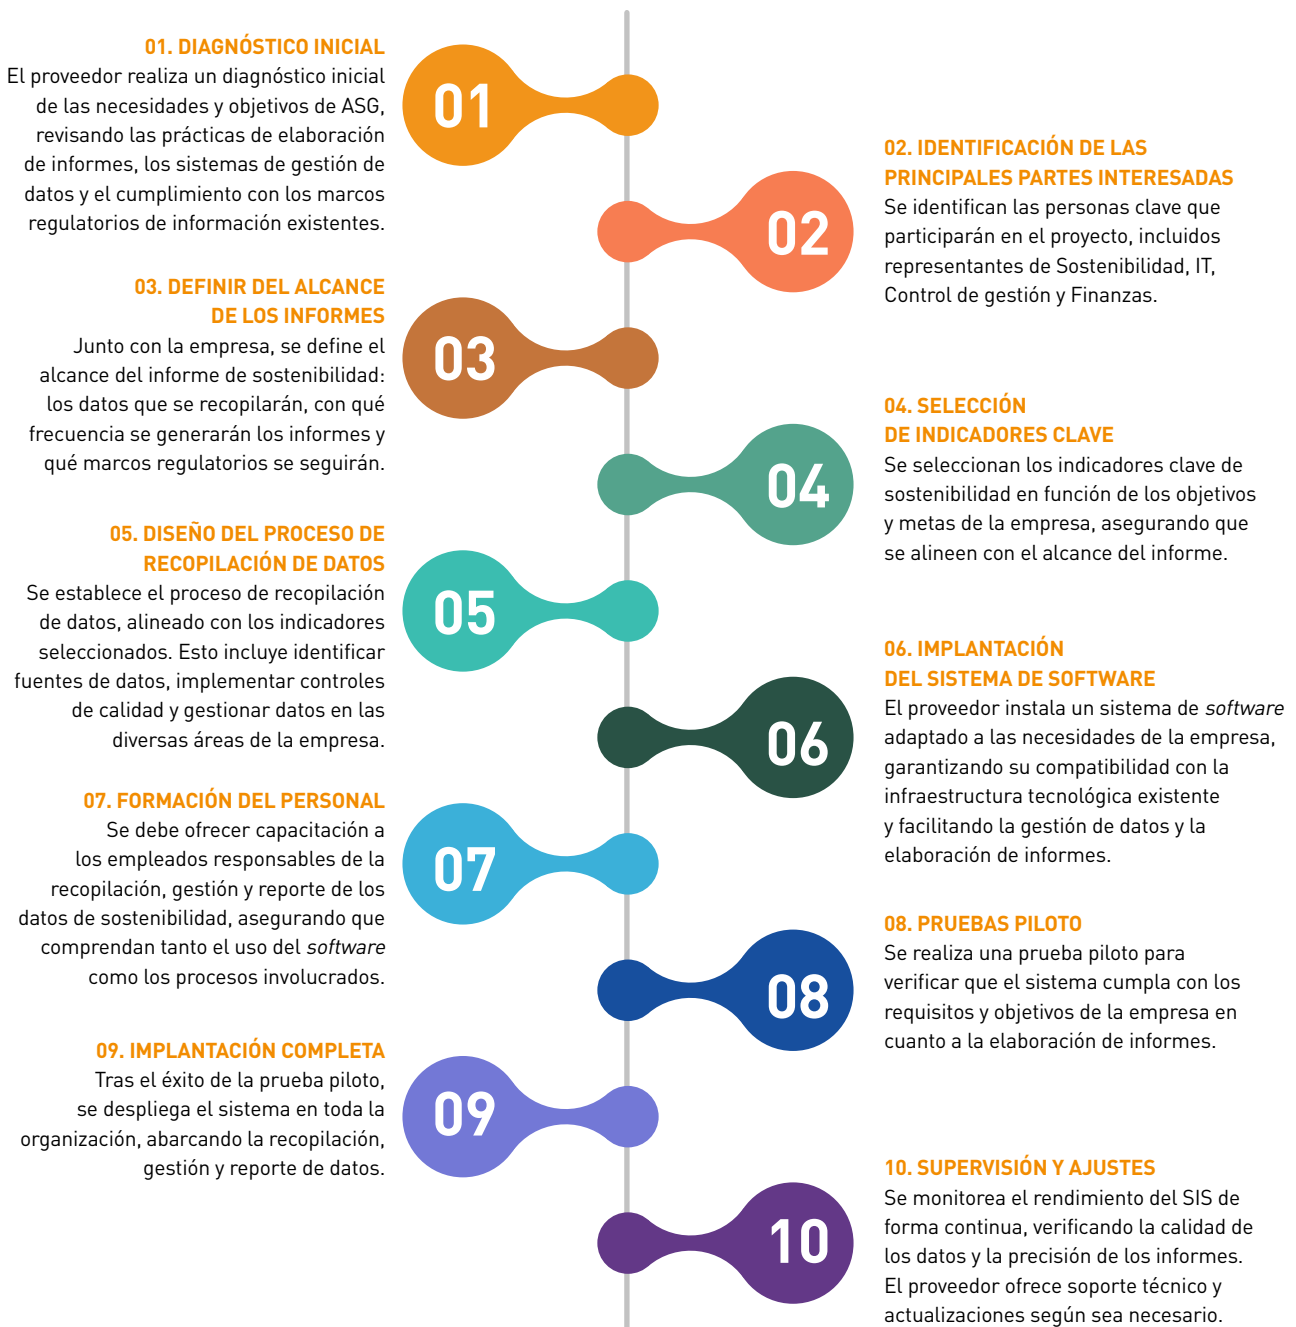 01. DIAGNÓSTICO INICIAL
El proveedor realiza un diagnóstico inicial
de las necesidades y objetivos de ASG,
revisando las prácticas de elaboración
de informes, los sistemas de gestión de
datos y el cumplimiento con los marcos
regulatorios de información existentes.
01
02. IDENTIFICACIÓN DE LAS
PRINCIPALES PARTES INTERESADAS
Se identifican las personas clave que
participarán en el proyecto, incluidos
representantes de Sostenibilidad, IT,
Control de gestión y Finanzas.
02
03. DEFINIR DEL ALCANCE
DE LOS INFORMES
Junto con la empresa, se define el
alcance del informe de sostenibilidad:
los datos que se recopilarán, con qué
frecuencia se generarán los informes y
qué marcos regulatorios se seguirán.
03
04. SELECCIÓN
DE INDICADORES CLAVE
Se seleccionan los indicadores clave de
sostenibilidad en función de los objetivos
y metas de la empresa, asegurando que
se alineen con el alcance del informe.
04
05. DISEÑO DEL PROCESO DE
RECOPILACIÓN DE DATOS
Se establece el proceso de recopilación
de datos, alineado con los indicadores
seleccionados. Esto incluye identificar
fuentes de datos, implementar controles
de calidad y gestionar datos en las
diversas áreas de la empresa.
05
06. IMPLANTACIÓN
DEL SISTEMA DE SOFTWARE
El proveedor instala un sistema de software
adaptado a las necesidades de la empresa,
garantizando su compatibilidad con la
infraestructura tecnológica existente
y facilitando la gestión de datos y la
elaboración de informes.
06
07. FORMACIÓN DEL PERSONAL
Se debe ofrecer capacitación a
los empleados responsables de la
recopilación, gestión y reporte de los
datos de sostenibilidad, asegurando que
comprendan tanto el uso del software
como los procesos involucrados.
07
08. PRUEBAS PILOTO
Se realiza una prueba piloto para
verificar que el sistema cumpla con los
requisitos y objetivos de la empresa en
cuanto a la elaboración de informes.
08
09. IMPLANTACIÓN COMPLETA
Tras el éxito de la prueba piloto,
se despliega el sistema en toda la
organización, abarcando la recopilación,
gestión y reporte de datos.
09
10. SUPERVISIÓN Y AJUSTES
Se monitorea el rendimiento del SIS de
forma continua, verificando la calidad de
los datos y la precisión de los informes.
El proveedor ofrece soporte técnico y
actualizaciones según sea necesario.
10